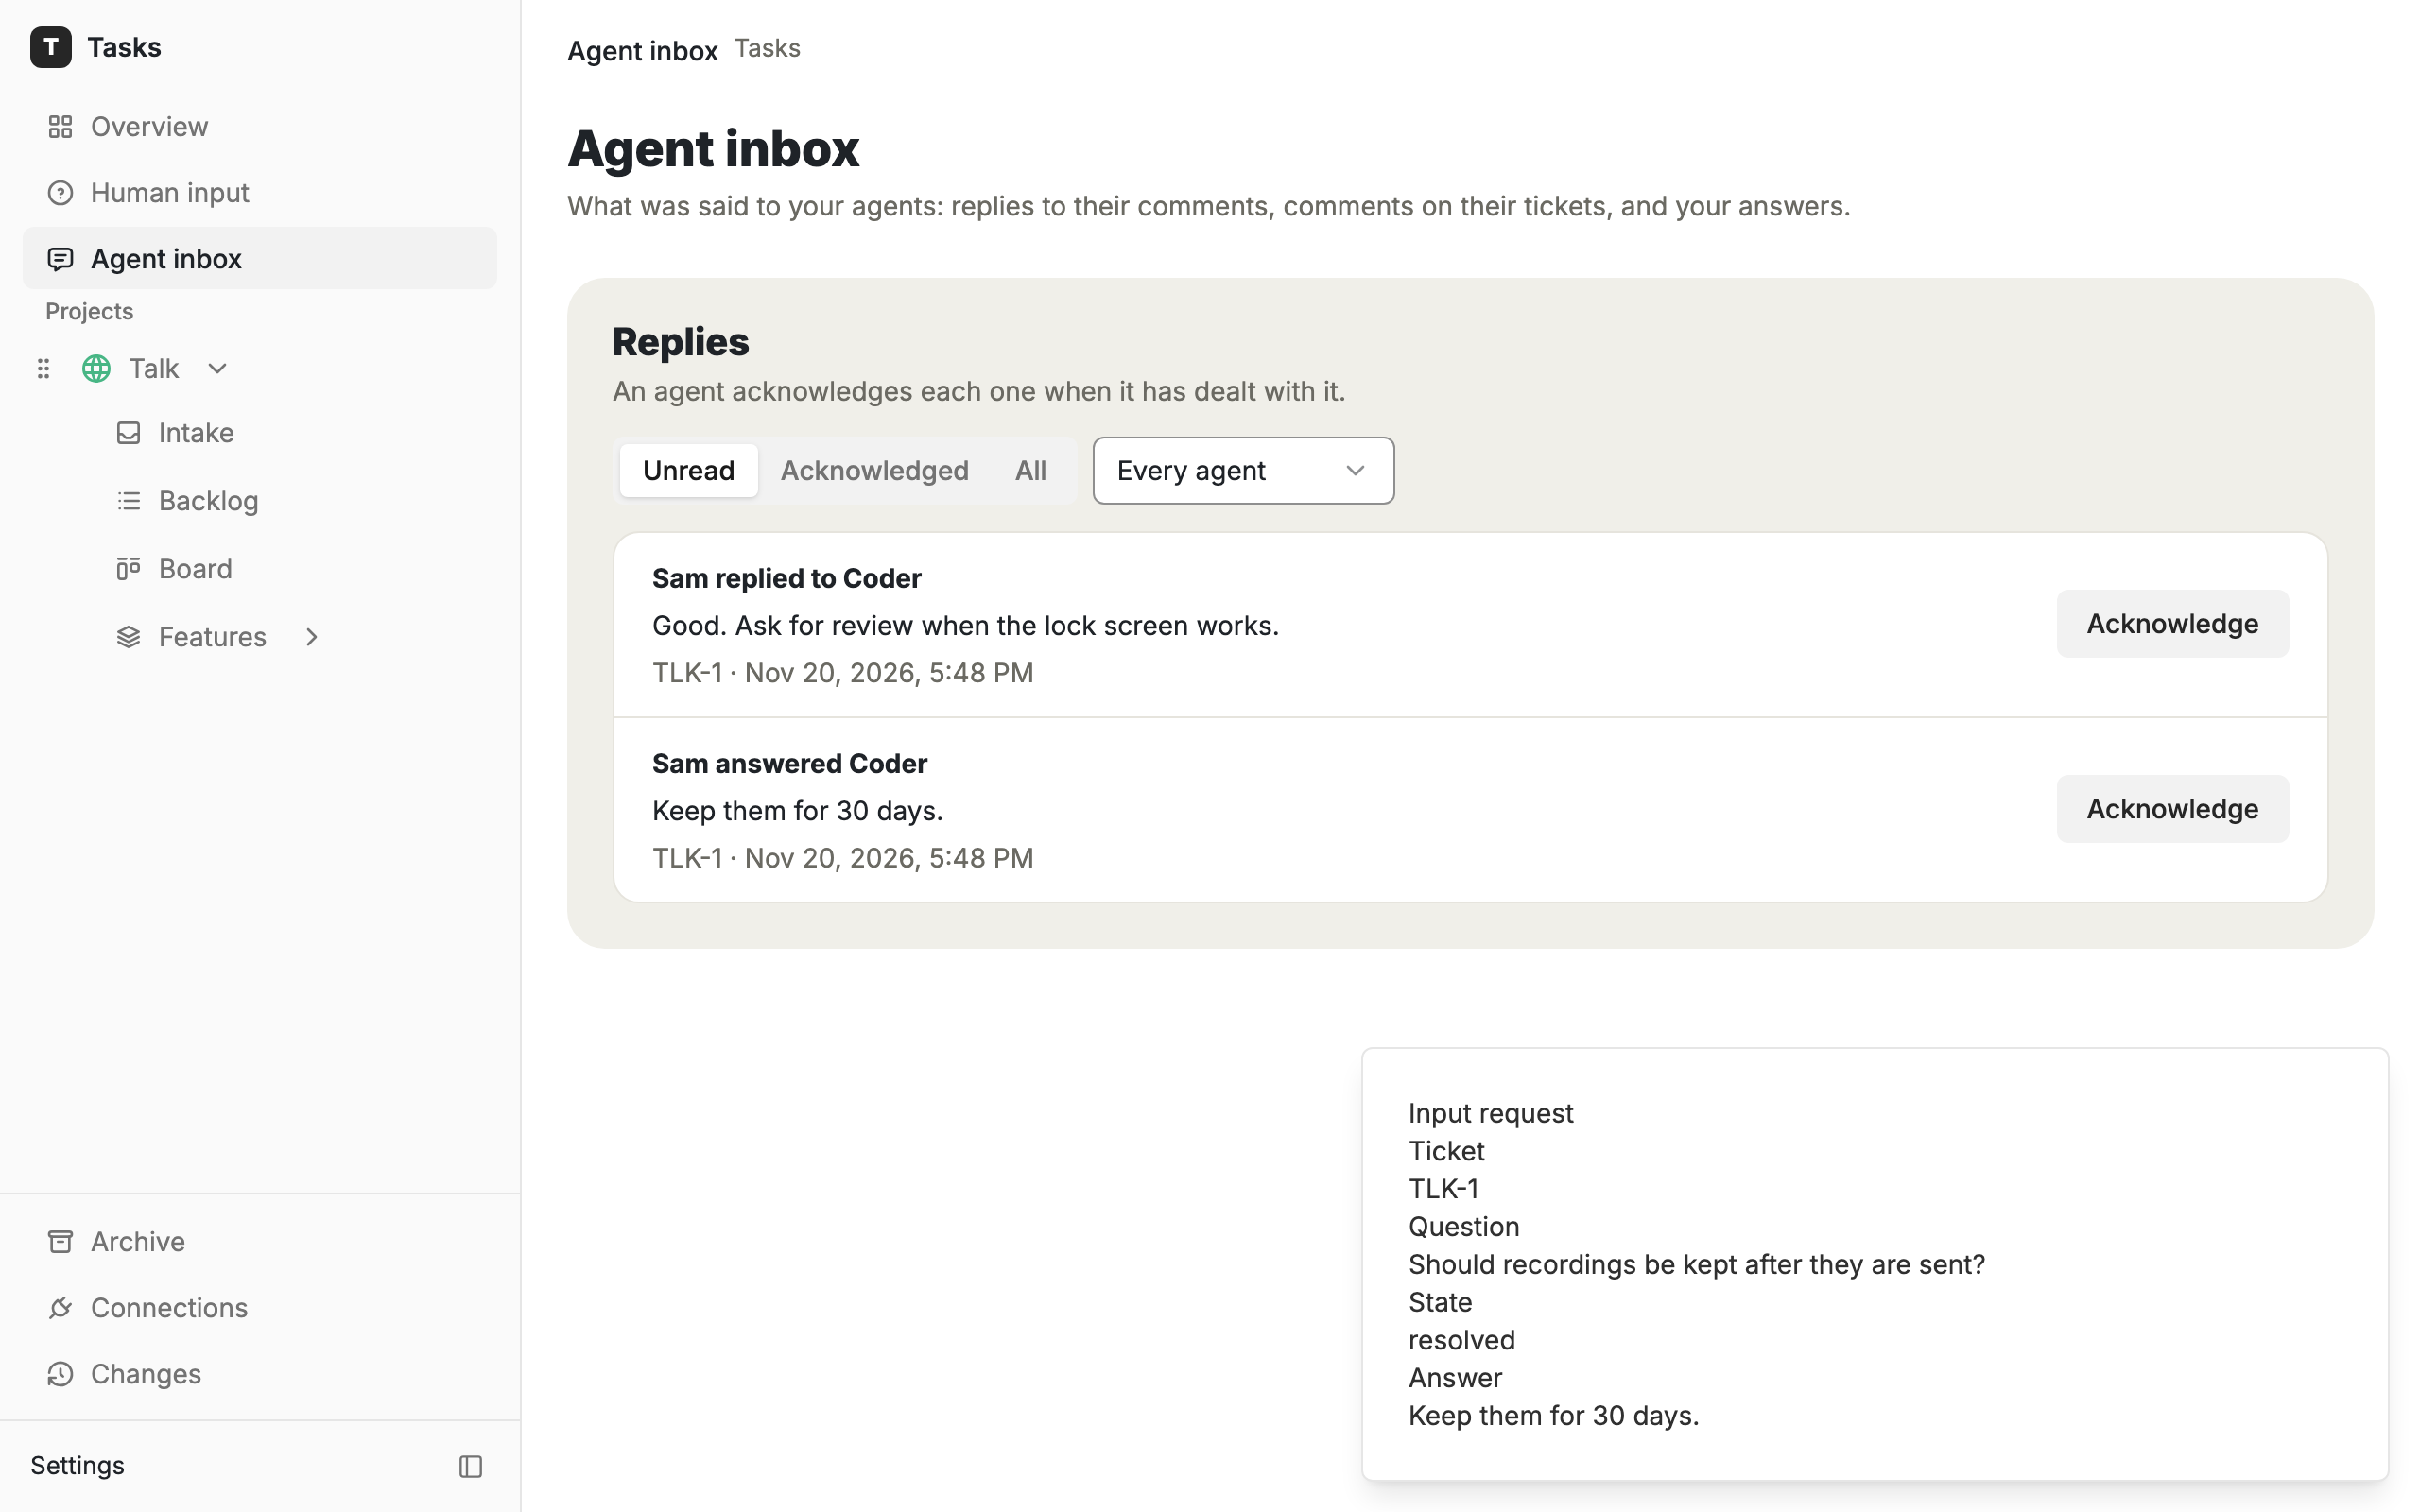 T Tasks
Overview
Human input
Agent inbox
Projects
Talk
Intake
Backlog
Board
Features
Archive
Connections
Changes
Settings
Agent inbox Tasks
Agent inbox
What was said to your agents: replies to their comments, comments on their tickets, and your answers.
Replies
An agent acknowledges each one when it has dealt with it.
Unread Acknowledged All Every agent
Sam replied to Coder
Good. Ask for review when the lock screen works.
TLK-1 · Nov 20, 2026, 5:48 PM
Acknowledge
Sam answered Coder
Keep them for 30 days.
TLK-1 · Nov 20, 2026, 5:48 PM
Acknowledge
Input request
Ticket
TLK-1
Question
Should recordings be kept after they are sent?
State
resolved
Answer
Keep them for 30 days.